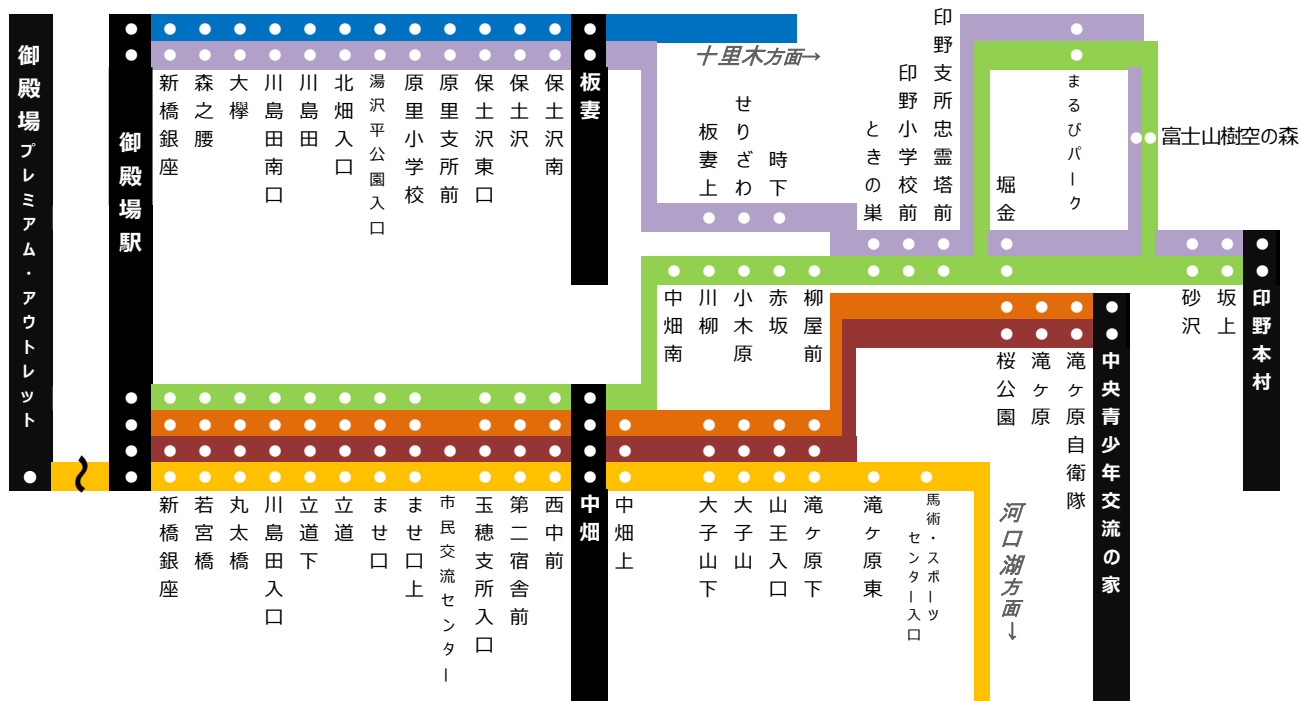 御殿場プレミアム・アウトレット
御殿場駅
新橋銀座
森之腰
大欅
川島田南口
川島田
北畑入口
湯沢平公園入口
原里小学校
原里支所前
保土沢東口
保土沢
保土沢南
板妻
十里木方面→
板妻上
せりざわ
時下
ときの巣
印野小学校前
印野支所忠霊塔前
堀金
まるびパーク
富士山樹空の森
砂沢
坂上
印野本村
中畑南
川柳
小木原
赤坂
柳屋前
桜公園
滝ヶ原
滝ヶ原自衛隊
中央青少年交流の家
新橋銀座
若宮橋
丸太橋
川島田入口
立道下
立道
ませ口
ませ口上
市民交流センター
玉穂支所入口
第二宿舎前
西中前
中畑
中畑上
大子山下
大子山
山王入口
滝ヶ原下
滝ヶ原東
馬術・スポーツ
センター入口
河口湖方面→